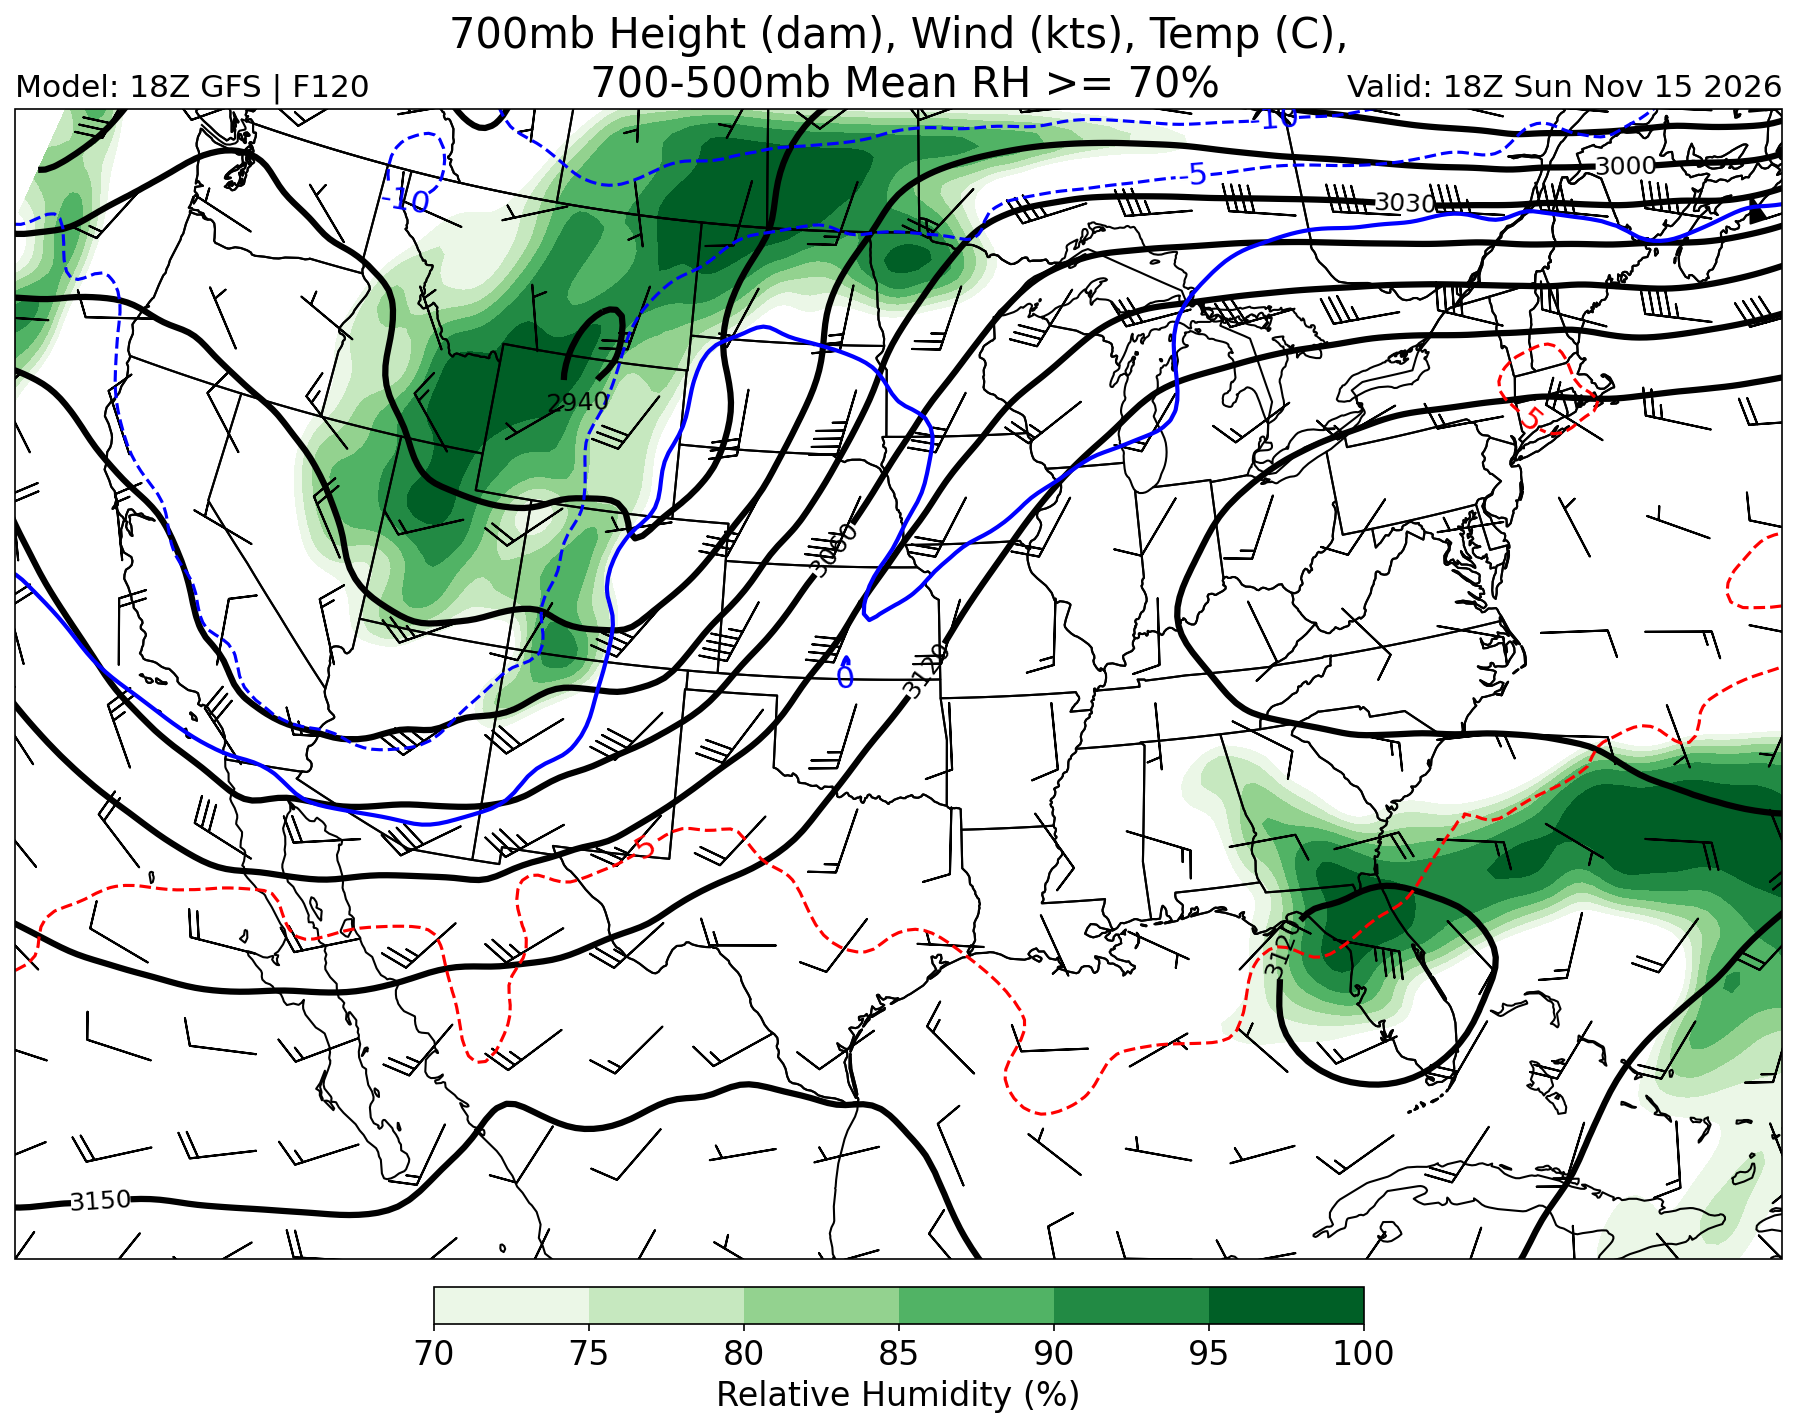 700mb Height (dam), Wind (kts), Temp (C),
700-500mb Mean RH >= 70%
Model: 18Z GFS | F120
Valid: 18Z Sun Nov 15 2026
-10
-5
3000
-10
3030
2940
5
3060
0
3120
5
3120
3150
70 75 80 85 90 95 100
Relative Humidity (%)